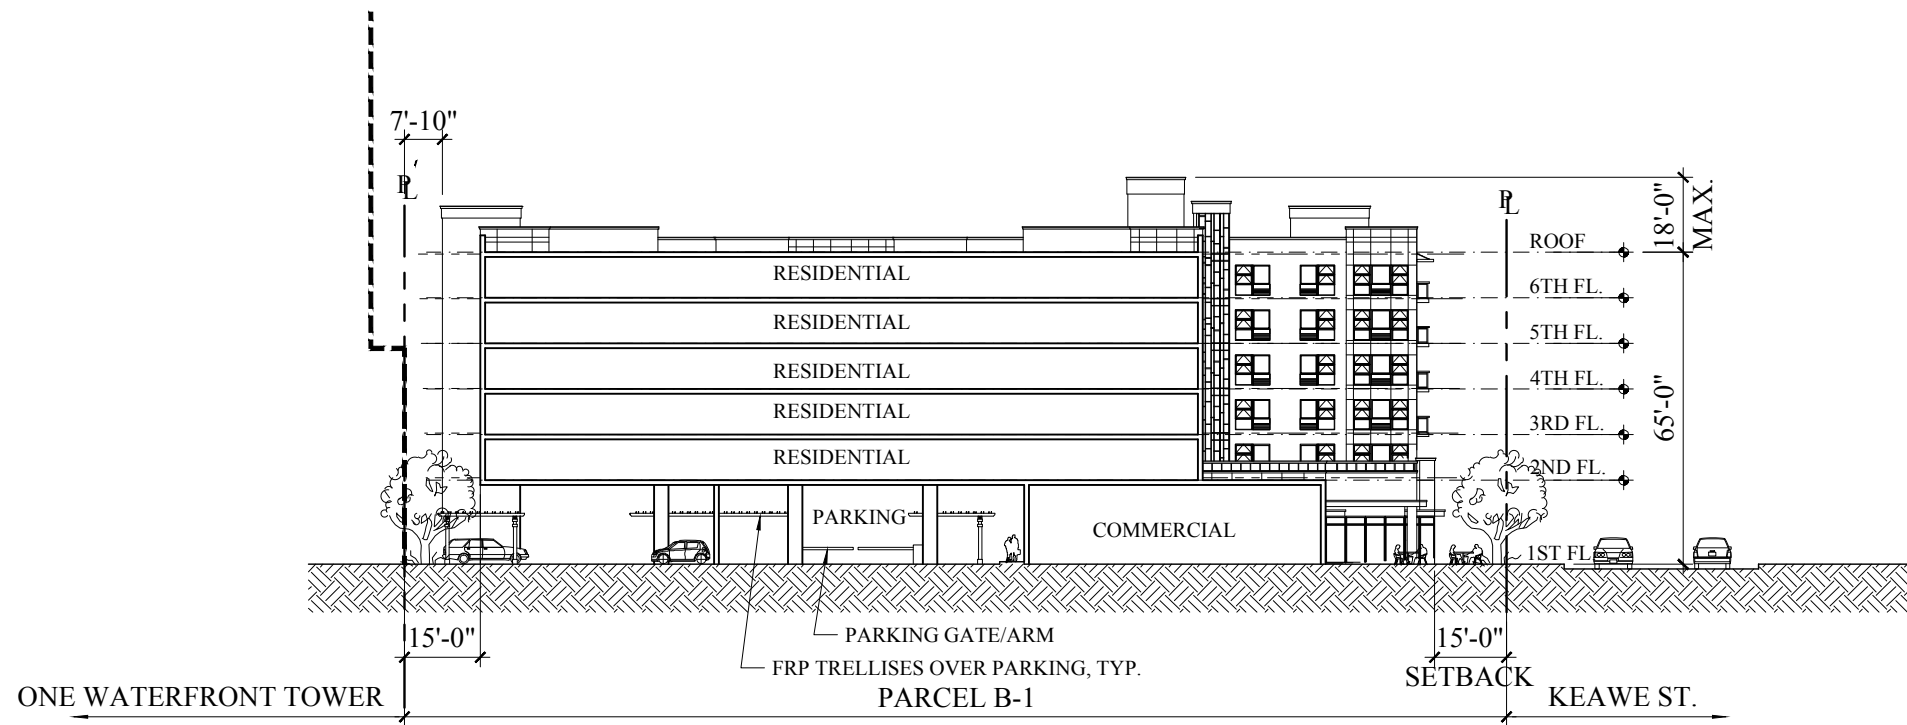 7'-10"
PL
PL
18'-0"
MAX.
ROOF
RESIDENTIAL
6TH FL.
RESIDENTIAL
5TH FL.
RESIDENTIAL
4TH FL.
RESIDENTIAL
3RD FL.
65'-0"
RESIDENTIAL
2ND FL.
PARKING
COMMERCIAL
1ST FL
15'-0"
PARKING GATE/ARM
15'-0"
FRP TRELLISES OVER PARKING, TYP.
SETBACK
ONE WATERFRONT TOWER
PARCEL B-1
KEAWE ST.